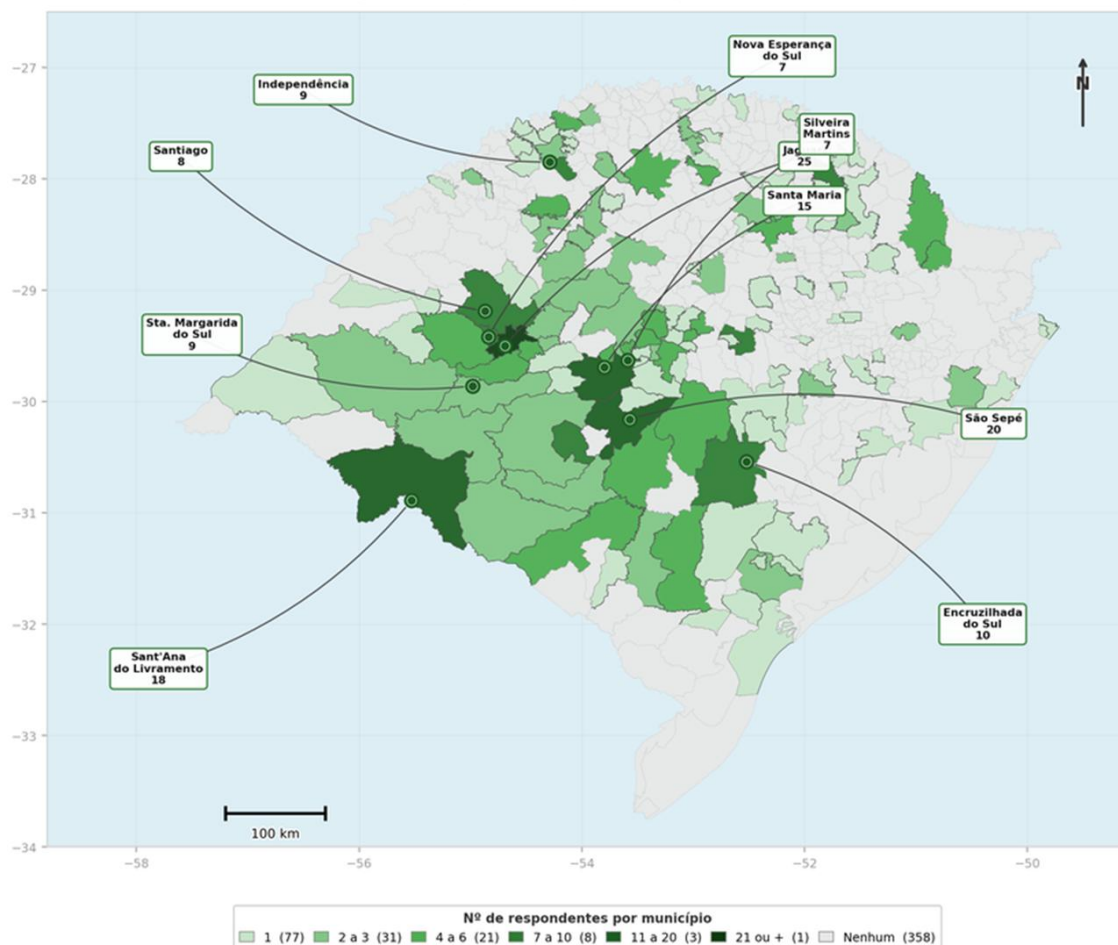 Nova Esperança
do Sul
7
Independência
9
Silveira
Martins
7
Santiago
8
25
Santa Maria
15
Sta. Margarida
do Sul
9
São Sepé
20
Encruzilhada
do Sul
10
Sant'Ana
do Livramento
18
N
−27
−28
−29
−30
−31
−32
−33
−34
−58
−56
−54
−52
−50
100 km
Nº de respondentes por município
1 (77) 2 a 3 (31) 4 a 6 (21) 7 a 10 (8) 11 a 20 (3) 21 ou + (1) Nenhum (358)